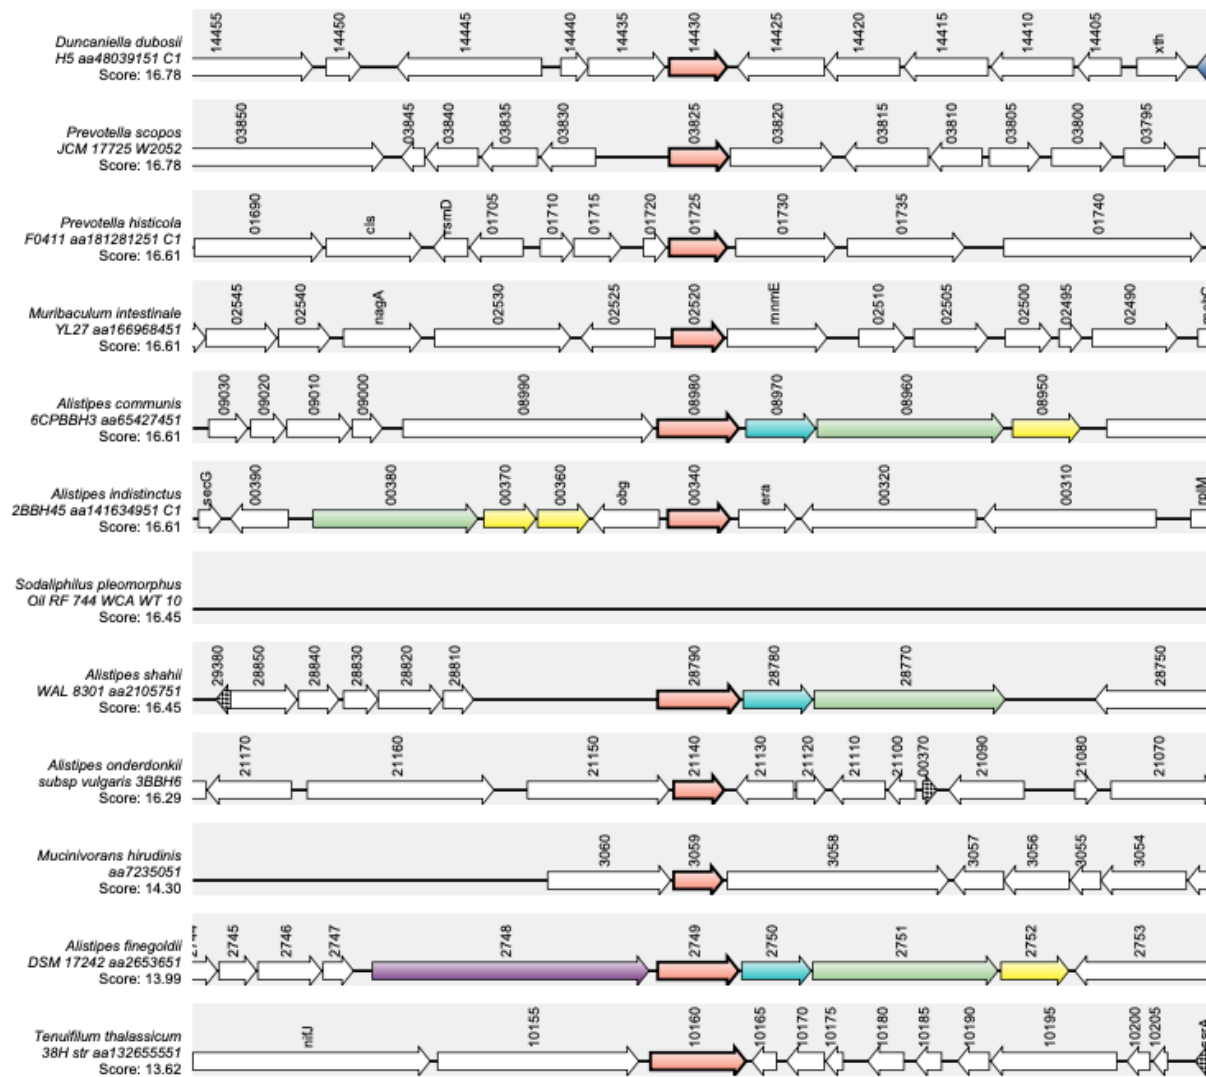 14455 14450 14445 14440 14435 14430 14425 14420 14415 14410 14405 xth
Duncaniella dubosii
H5 aa48039151 C1
Score: 16.78
03850 03845 03840 03835 03830 03825 03820 03815 03810 03805 03800 03795
Prevotella scopos
JCM 17725 W2052
Score: 16.78
01690 cls rsmD 01705 01710 01715 01720 01725 01730 01735 01740
Prevotella histicola
F0411 aa181281251 C1
Score: 16.61
02545 02540 nagA 02530 02525 02520 mnmE 02510 02505 02500 02495 02490
Muribaculum intestinale
YL27 aa166968451
Score: 16.61
09030 09020 09010 09000 08990 08980 08970 08960 08950
Alistipes communis
6CPBBH3 aa65427451
Score: 16.61
secG 00390 00380 00370 00360 obg 00340 era 00320 00310 rplM
Alistipes indistinctus
2BBH45 aa141634951 C1
Score: 16.61
Sodaliphilus pleomorphus
Oil RF 744 WCA WT 10
Score: 16.45
29380 28850 28840 28830 28820 28810 28790 28780 28770 28750
Alistipes shahii
WAL 8301 aa2105751
Score: 16.45
21170 21160 21150 21140 21130 21120 21110 21100 00370 21090 21080 21070
Alistipes onderdonkii
subsp vulgaris 3BBH6
Score: 16.29
3060 3059 3058 3057 3056 3055 3054
Mucinivorans hirudinis
aa7235051
Score: 14.30
2745 2746 2747 2748 2749 2750 2751 2752 2753
Alistipes finegoldii
DSM 17242 aa2653651
Score: 13.99
nifJ 10155 10160 10165 10170 10175 10180 10185 10190 10195 10200 10205
Tenuifilum thalassicum
38H str aa132655551
Score: 13.62